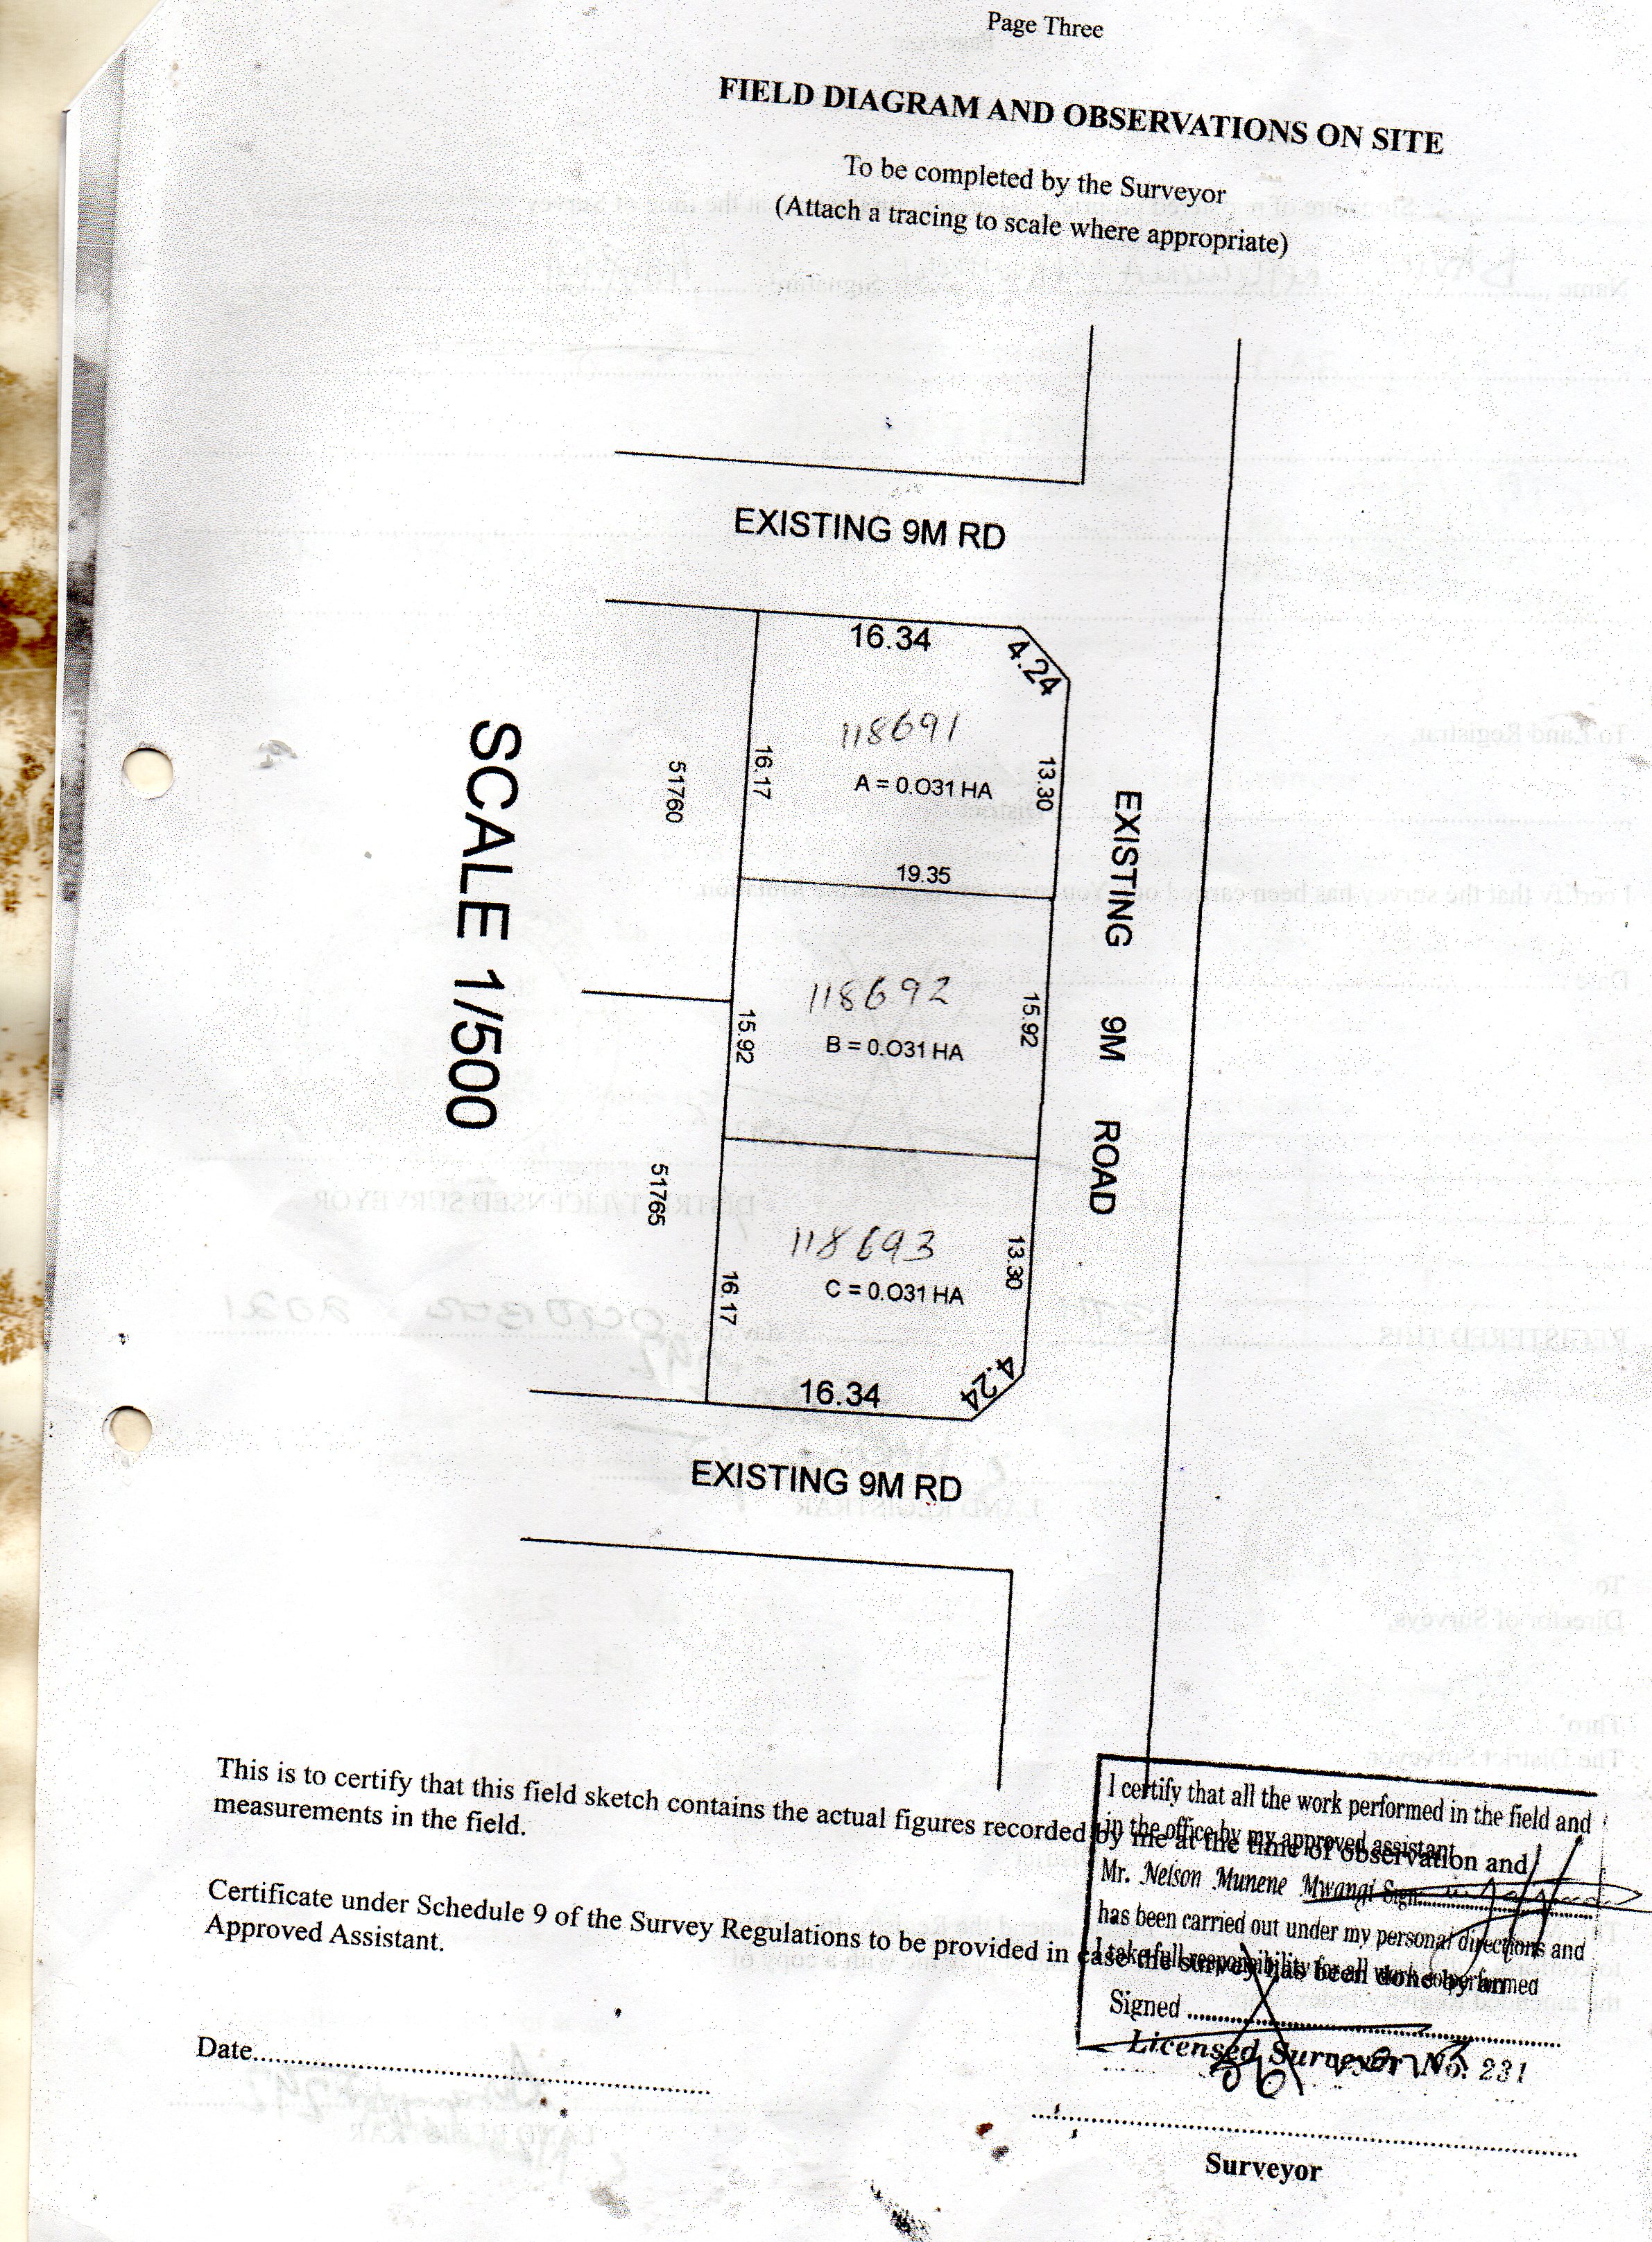 Page Three
FIELD DIAGRAM AND OBSERVATIONS ON SITE
To be completed by the Surveyor
(Attach a tracing to scale where appropriate)
EXISTING 9M RD
16.34
4.24
118691
A = 0.O31 HA
16.17
13.30
51760
19.35
EXISTING 9M ROAD
SCALE 1/500
118692
B = 0.O31 HA
15.92
15.92
51765
118693
C = 0.O31 HA
13.30
16.17
4.24
16.34
EXISTING 9M RD
This is to certify that this field sketch contains the actual figures recorded by me at the time of observation and
measurements in the field.
Certificate under Schedule 9 of the Survey Regulations to be provided in case the survey has been done by an
Approved Assistant.
I certify that all the work performed in the field and
in the office by my approved assistant
Mr. Nelson Munene Mwangi Sign:
has been carried out under my personal directions and
I take full responsibility for all work so performed
Signed ..........
Licensed Surveyor No. 231
Date..........
Surveyor